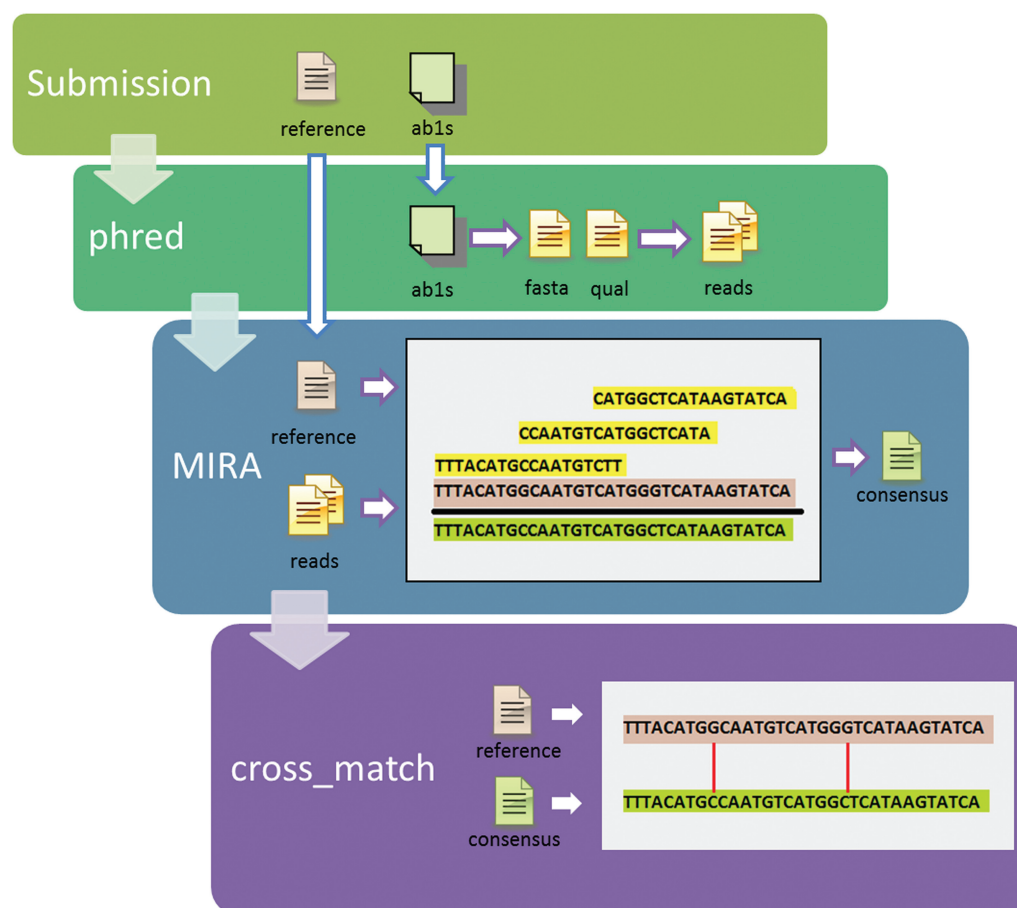 Submission
reference
ab1s
phred
ab1s
fasta
qual
reads
MIRA
reference
reads
CATGGCTCATAAGTATCA
CCAATGTCATGGCTCATA
TTTACATGCCAATGTCTT
TTTACATGGCAATGTCATGGGTCATAAGTATCA
TTTACATGCCAATGTCATGGCTCATAAGTATCA
consensus
cross_match
reference
consensus
TTTACATGGCAATGTCATGGGTCATAAGTATCA
TTTACATGCCAATGTCATGGCTCATAAGTATCA